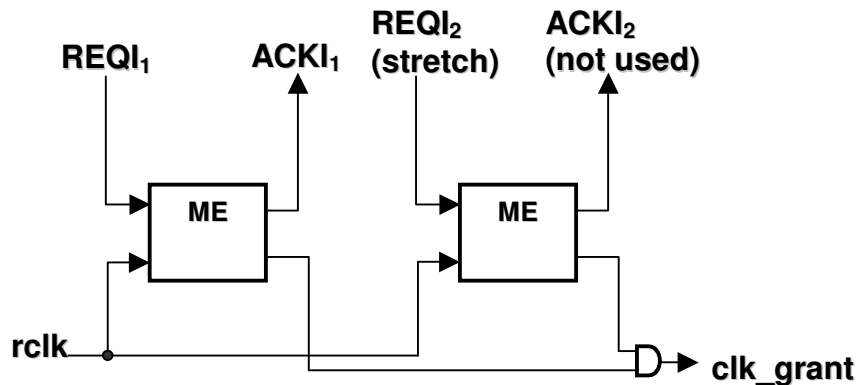 REQI₁
ACKI₁
REQI₂
(stretch)
ACKI₂
(not used)
ME
ME
rclk
clk_grant